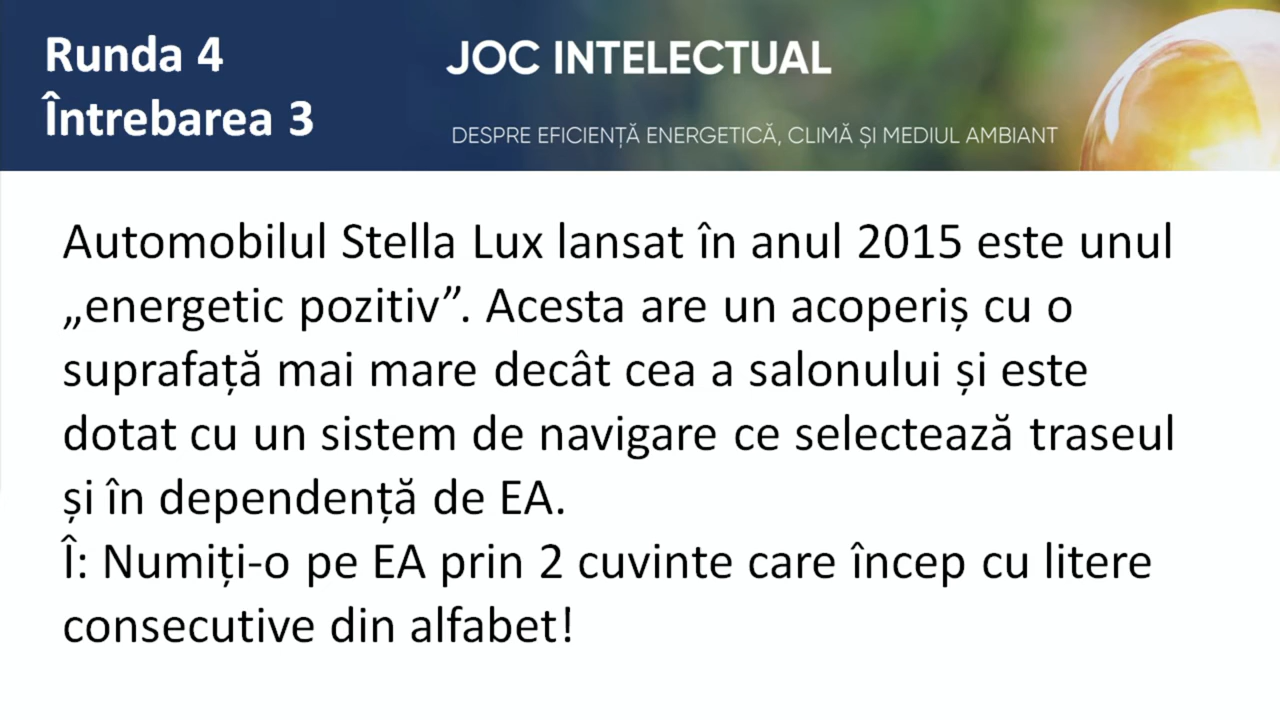 Runda 4
Întrebarea 3
JOC INTELECTUAL
DESPRE EFICIENȚĂ ENERGETICĂ, CLIMĂ ȘI MEDIUL AMBIANT
Automobilul Stella Lux lansat în anul 2015 este unul
„energetic pozitiv”. Acesta are un acoperiș cu o
suprafață mai mare decât cea a salonului și este
dotat cu un sistem de navigare ce selectează traseul
și în dependență de EA.
Î: Numiți-o pe EA prin 2 cuvinte care încep cu litere
consecutive din alfabet!